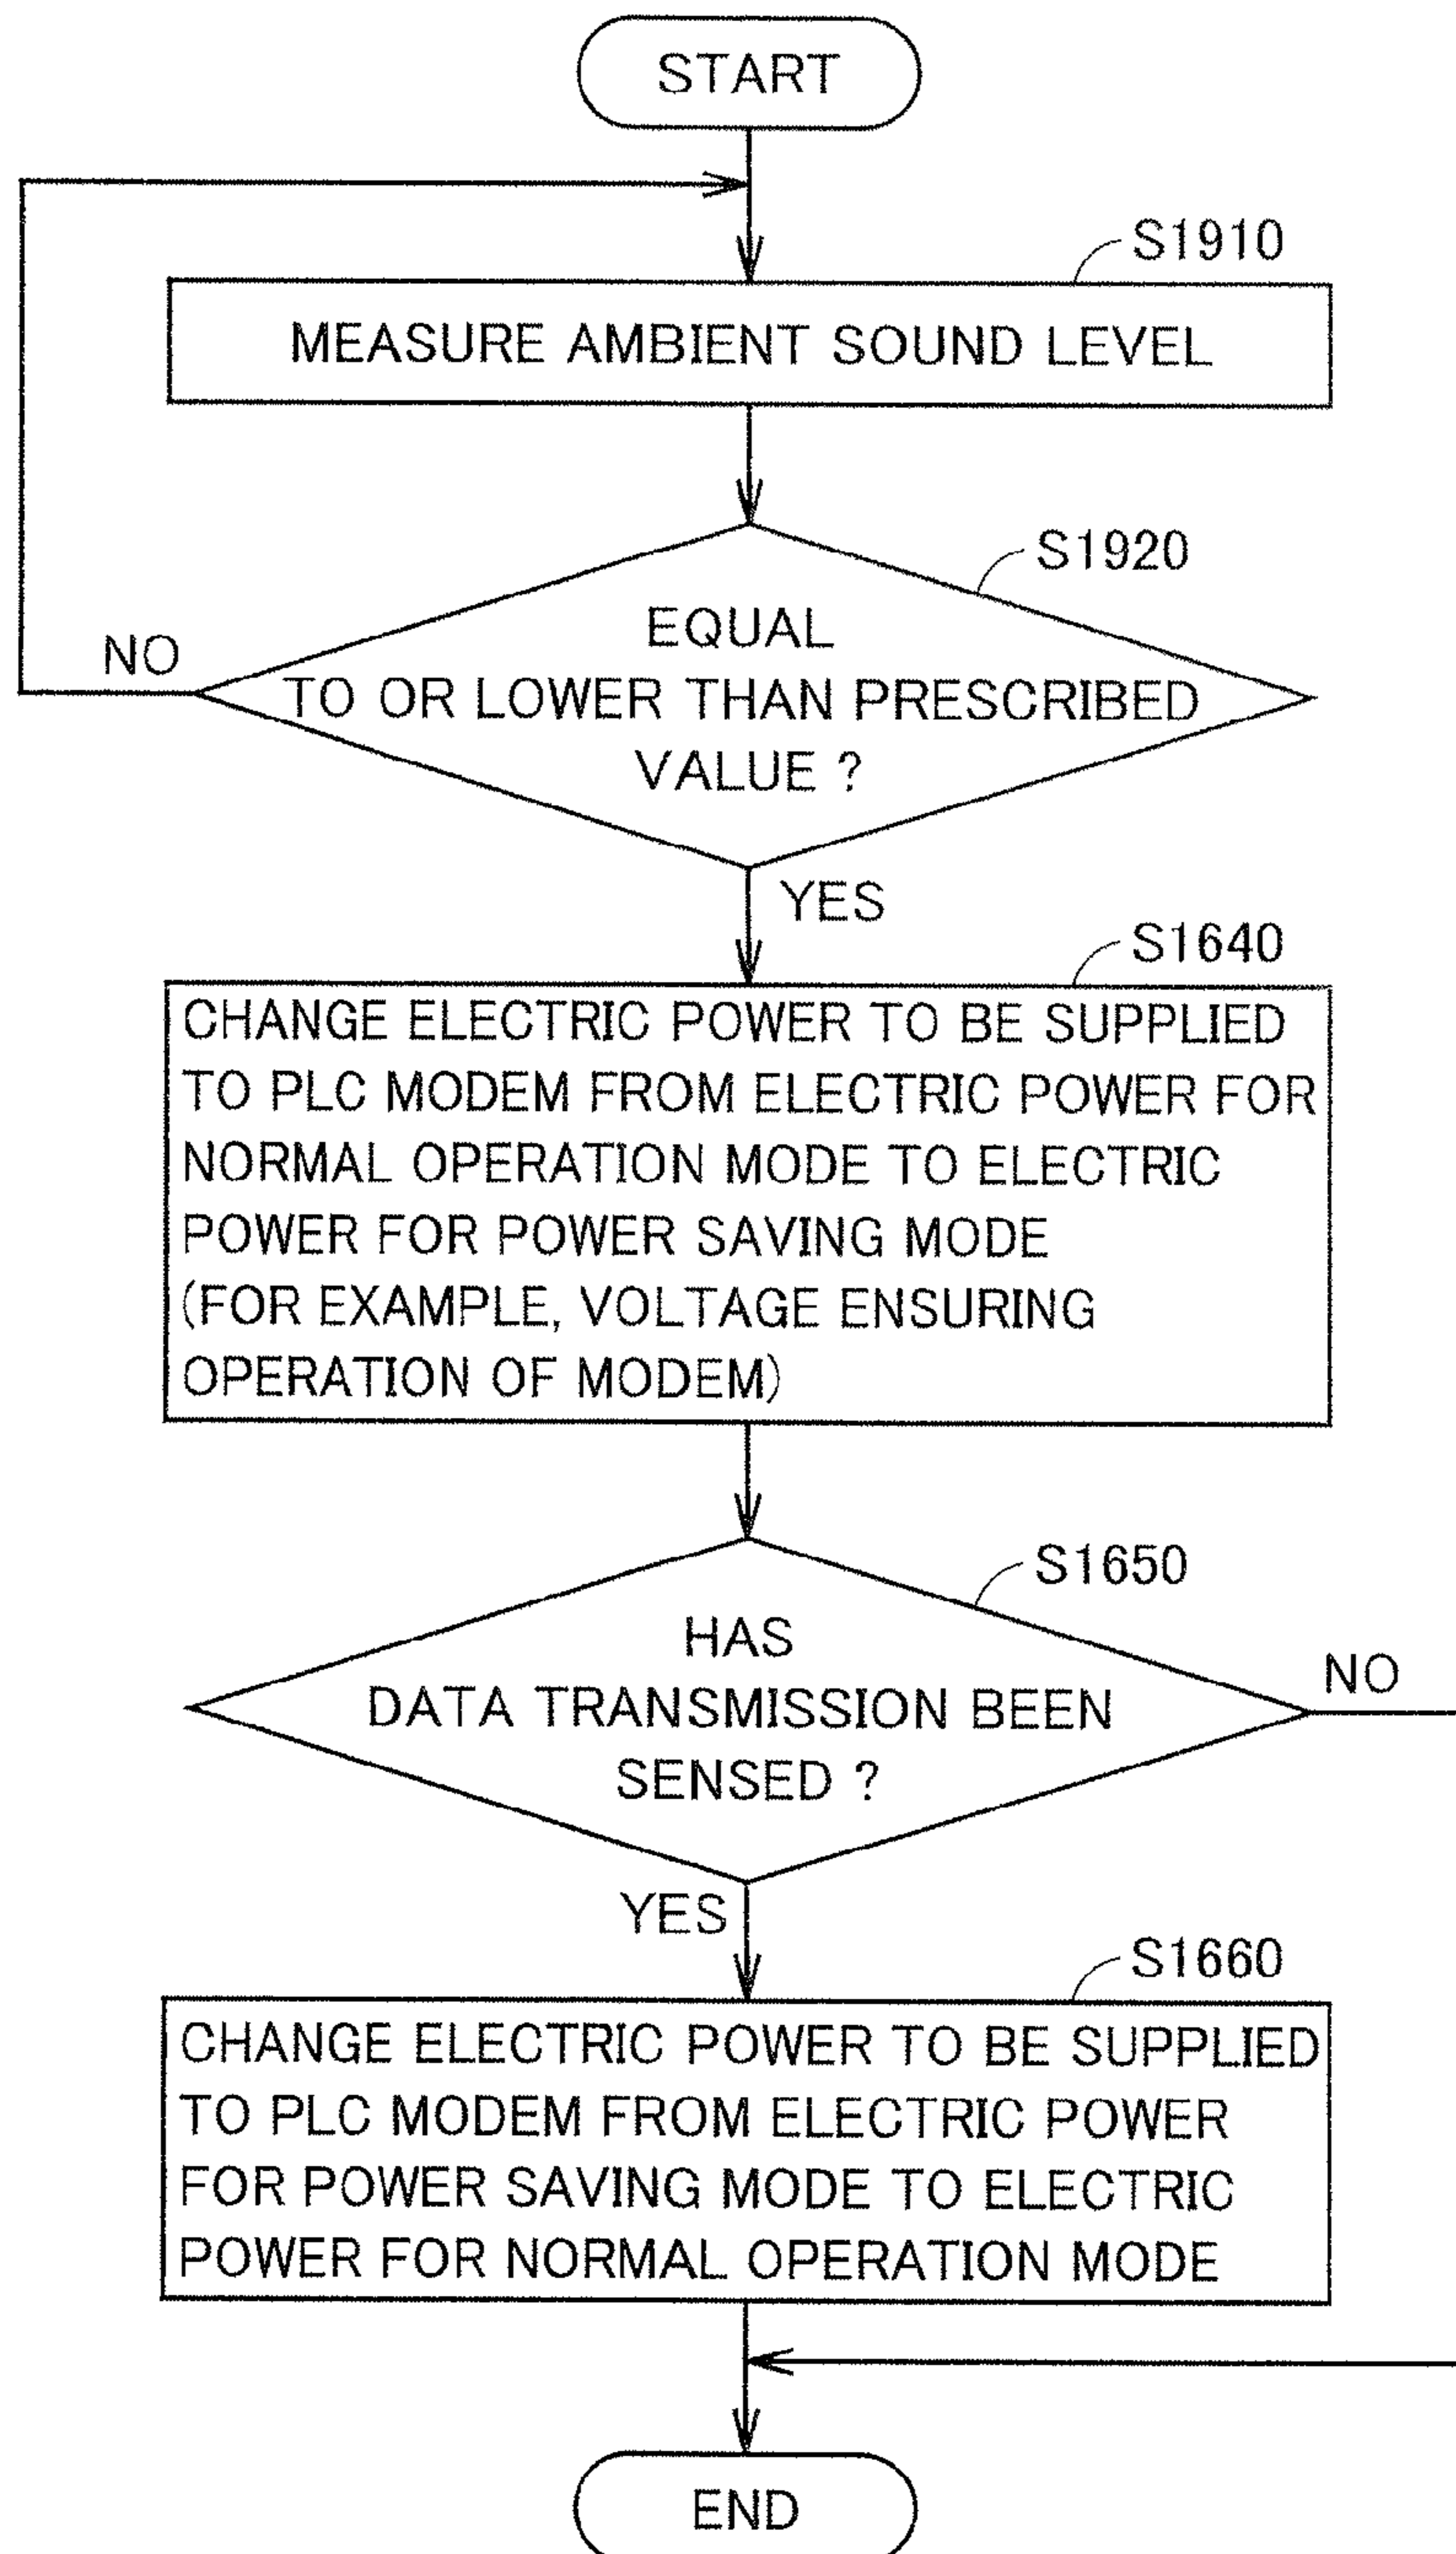 START
S1910
MEASURE AMBIENT SOUND LEVEL
S1920
EQUAL
TO OR LOWER THAN PRESCRIBED
VALUE ?
NO
YES
S1640
CHANGE ELECTRIC POWER TO BE SUPPLIED
TO PLC MODEM FROM ELECTRIC POWER FOR
NORMAL OPERATION MODE TO ELECTRIC
POWER FOR POWER SAVING MODE
(FOR EXAMPLE, VOLTAGE ENSURING
OPERATION OF MODEM)
S1650
HAS
DATA TRANSMISSION BEEN
SENSED ?
NO
YES
S1660
CHANGE ELECTRIC POWER TO BE SUPPLIED
TO PLC MODEM FROM ELECTRIC POWER
FOR POWER SAVING MODE TO ELECTRIC
POWER FOR NORMAL OPERATION MODE
END